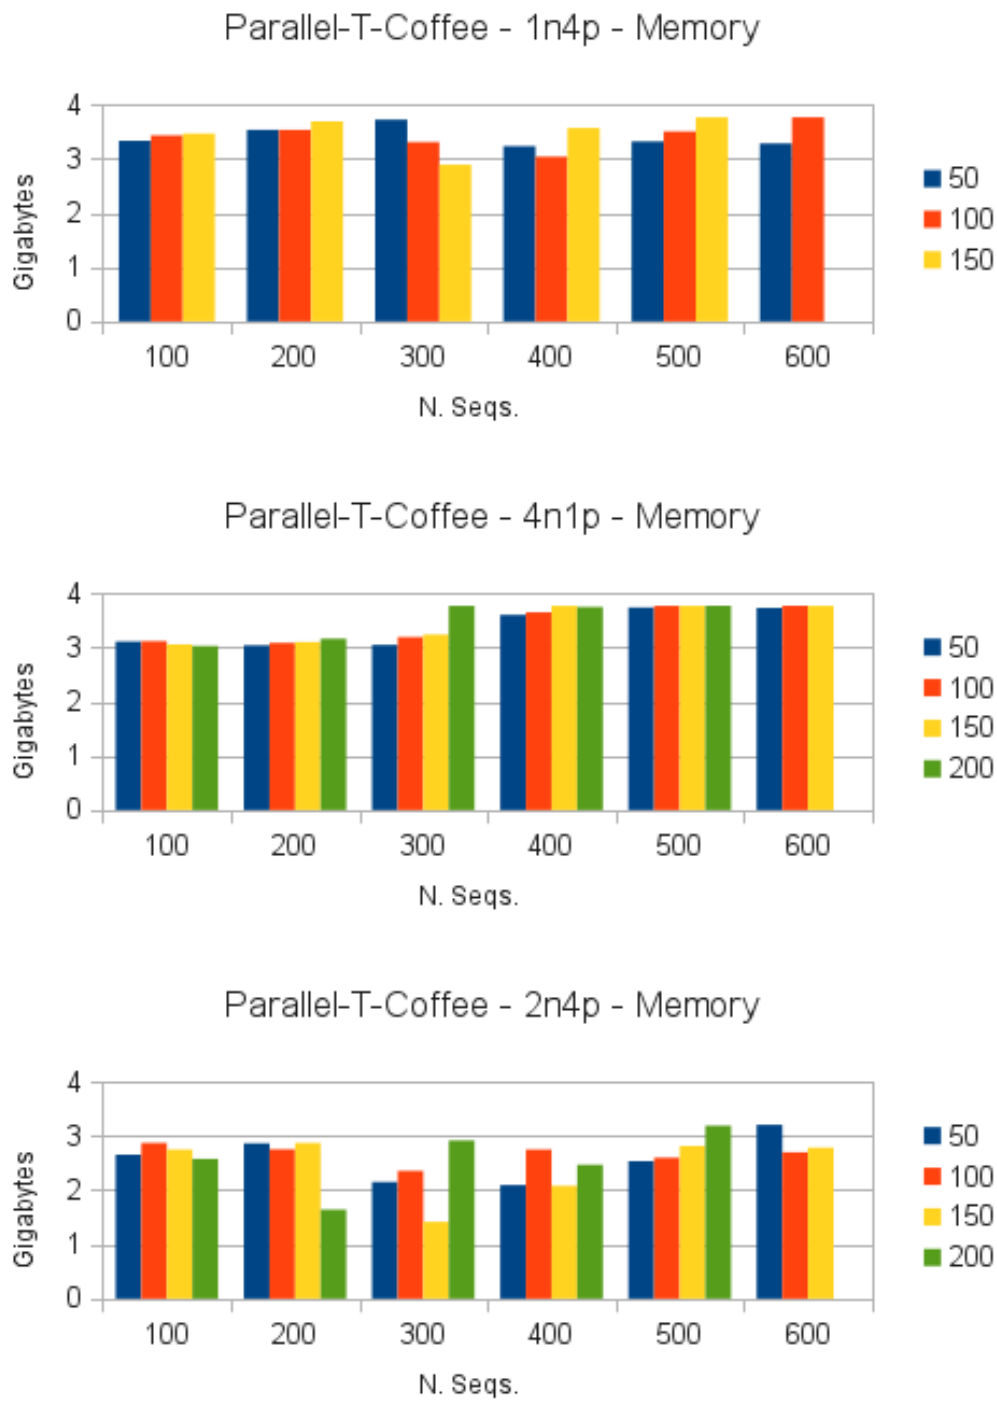 Parallel-T-Coffee - 1n4p - Memory
4
3
2
1
0
Gigabytes
100 200 300 400 500 600
N. Seqs.
50
100
150
Parallel-T-Coffee - 4n1p - Memory
4
3
2
1
0
Gigabytes
100 200 300 400 500 600
N. Seqs.
50
100
150
200
Parallel-T-Coffee - 2n4p - Memory
4
3
2
1
0
Gigabytes
100 200 300 400 500 600
N. Seqs.
50
100
150
200